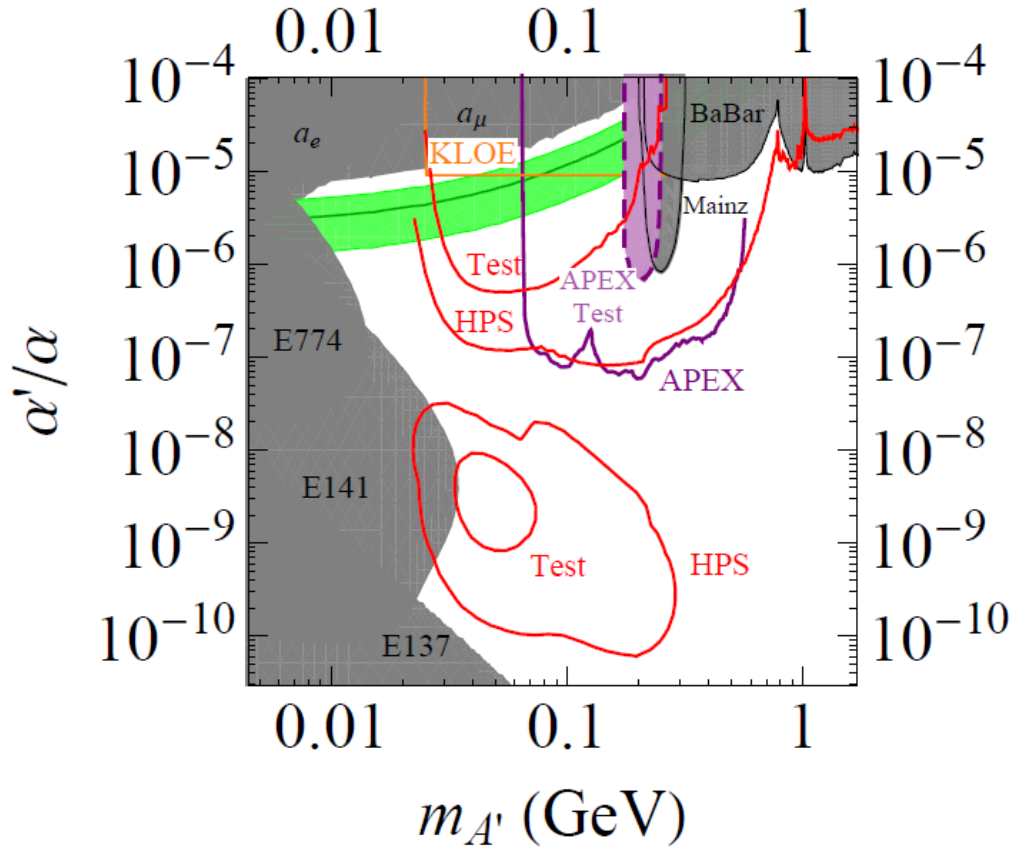 0.01 0.1 1
10⁻⁴ 10⁻⁴
a_e a_μ BaBar
10⁻⁵ KLOE 10⁻⁵
Mainz
10⁻⁶ Test APEX 10⁻⁶
Test
HPS
10⁻⁷ E774 APEX 10⁻⁷
α'/α
10⁻⁸ 10⁻⁸
E141
10⁻⁹ Test HPS 10⁻⁹
10⁻¹⁰ E137 10⁻¹⁰
0.01 0.1 1
m_A' (GeV)